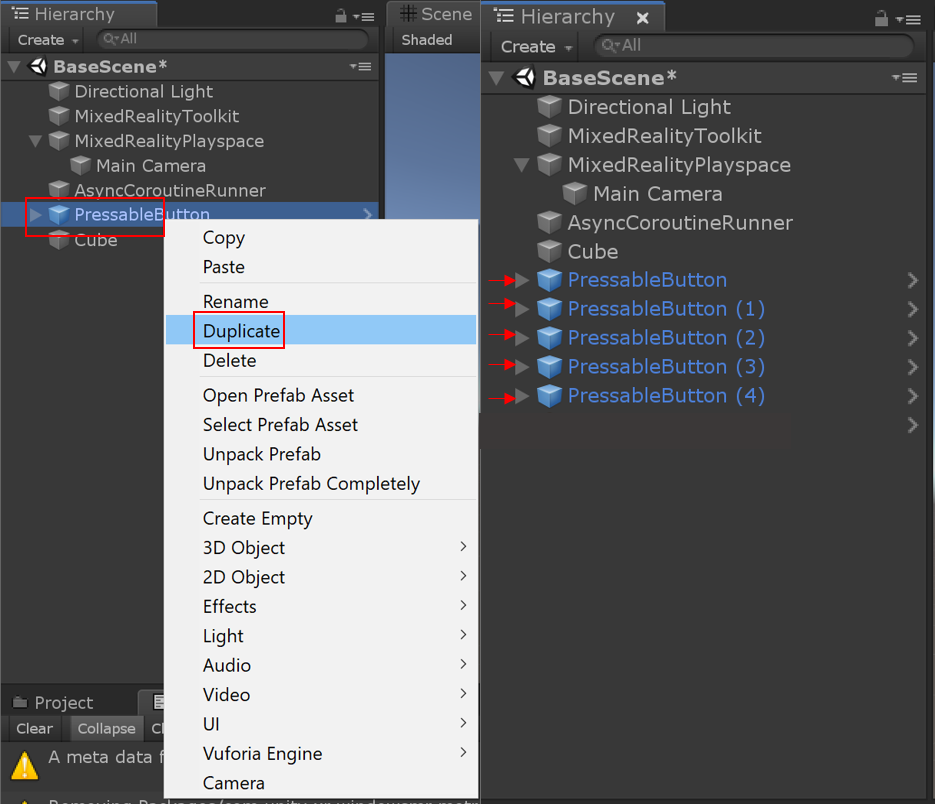 Hierarchy
Create
All
BaseScene*
Directional Light
MixedRealityToolkit
MixedRealityPlayspace
Main Camera
AsyncCoroutineRunner
PressableButton
Cube
Scene
Shaded
Copy
Paste
Rename
Duplicate
Delete
Open Prefab Asset
Select Prefab Asset
Unpack Prefab
Unpack Prefab Completely
Create Empty
3D Object
2D Object
Effects
Light
Audio
Video
UI
Vuforia Engine
Camera
Project
Clear Collapse
A meta data
Hierarchy
Create
All
BaseScene*
Directional Light
MixedRealityToolkit
MixedRealityPlayspace
Main Camera
AsyncCoroutineRunner
Cube
PressableButton
PressableButton (1)
PressableButton (2)
PressableButton (3)
PressableButton (4)